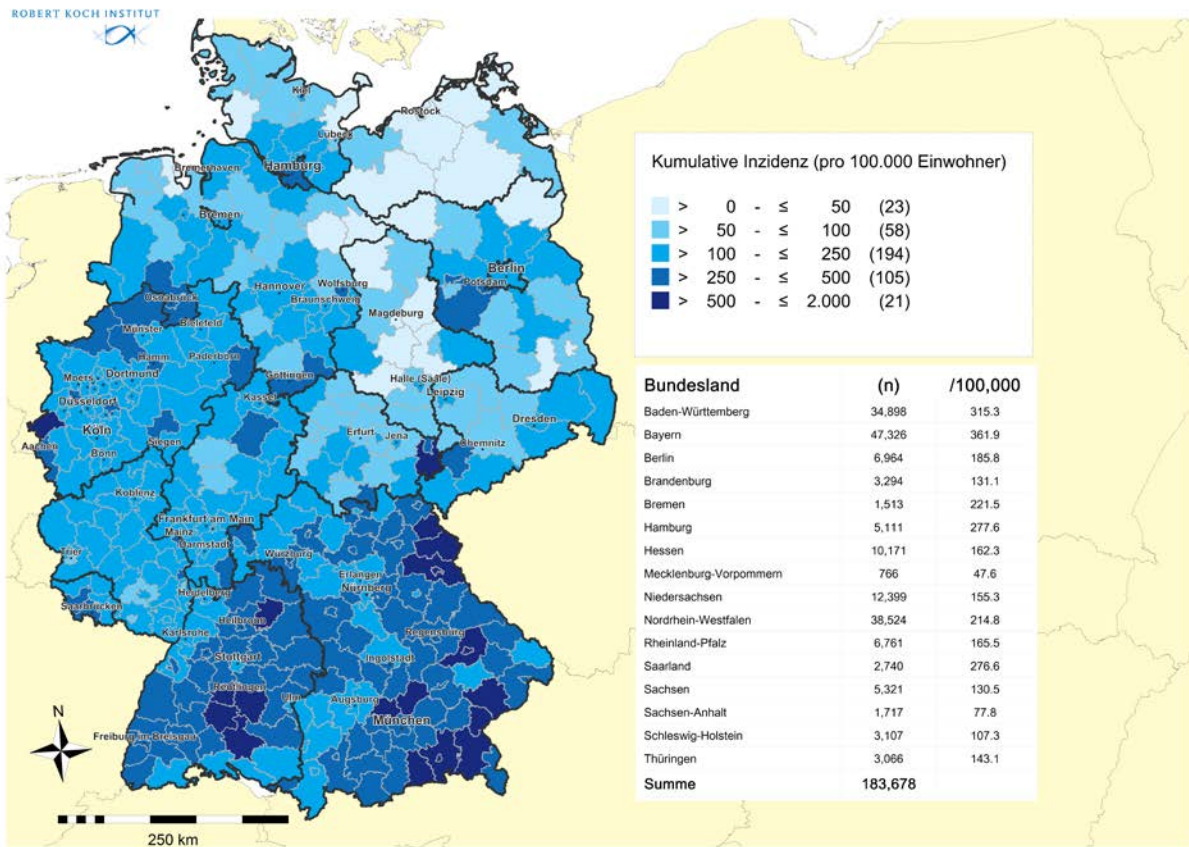 ROBERT KOCH INSTITUT
Kiel
Rostock
Lübeck
Hamburg
Bremerhaven
Bremen
Berlin
Potsdam
Hannover
Wolfsburg
Braunschweig
Magdeburg
Osnabrück
Bielefeld
Münster
Hamm
Paderborn
Göttingen
Halle (Saale)
Leipzig
Moers
Dortmund
Düsseldorf
Kassel
Dresden
Köln
Aachen
Siegen
Bonn
Erfurt
Jena
Chemnitz
Koblenz
Frankfurt am Main
Mainz
Darmstadt
Trier
Würzburg
Erlangen
Nürnberg
Heidelberg
Saarbrücken
Heilbronn
Karlsruhe
Regensburg
Stuttgart
Ingolstadt
Reutlingen
Ulm
Augsburg
München
Freiburg im Breisgau
N
250 km
Kumulative Inzidenz (pro 100.000 Einwohner)
> 0 - ≤ 50 (23)
> 50 - ≤ 100 (58)
> 100 - ≤ 250 (194)
> 250 - ≤ 500 (105)
> 500 - ≤ 2.000 (21)
Bundesland (n) /100,000
Baden-Württemberg 34,898 315.3
Bayern 47,326 361.9
Berlin 6,964 185.8
Brandenburg 3,294 131.1
Bremen 1,513 221.5
Hamburg 5,111 277.6
Hessen 10,171 162.3
Mecklenburg-Vorpommern 766 47.6
Niedersachsen 12,399 155.3
Nordrhein-Westfalen 38,524 214.8
Rheinland-Pfalz 6,761 165.5
Saarland 2,740 276.6
Sachsen 5,321 130.5
Sachsen-Anhalt 1,717 77.8
Schleswig-Holstein 3,107 107.3
Thüringen 3,066 143.1
Summe 183,678